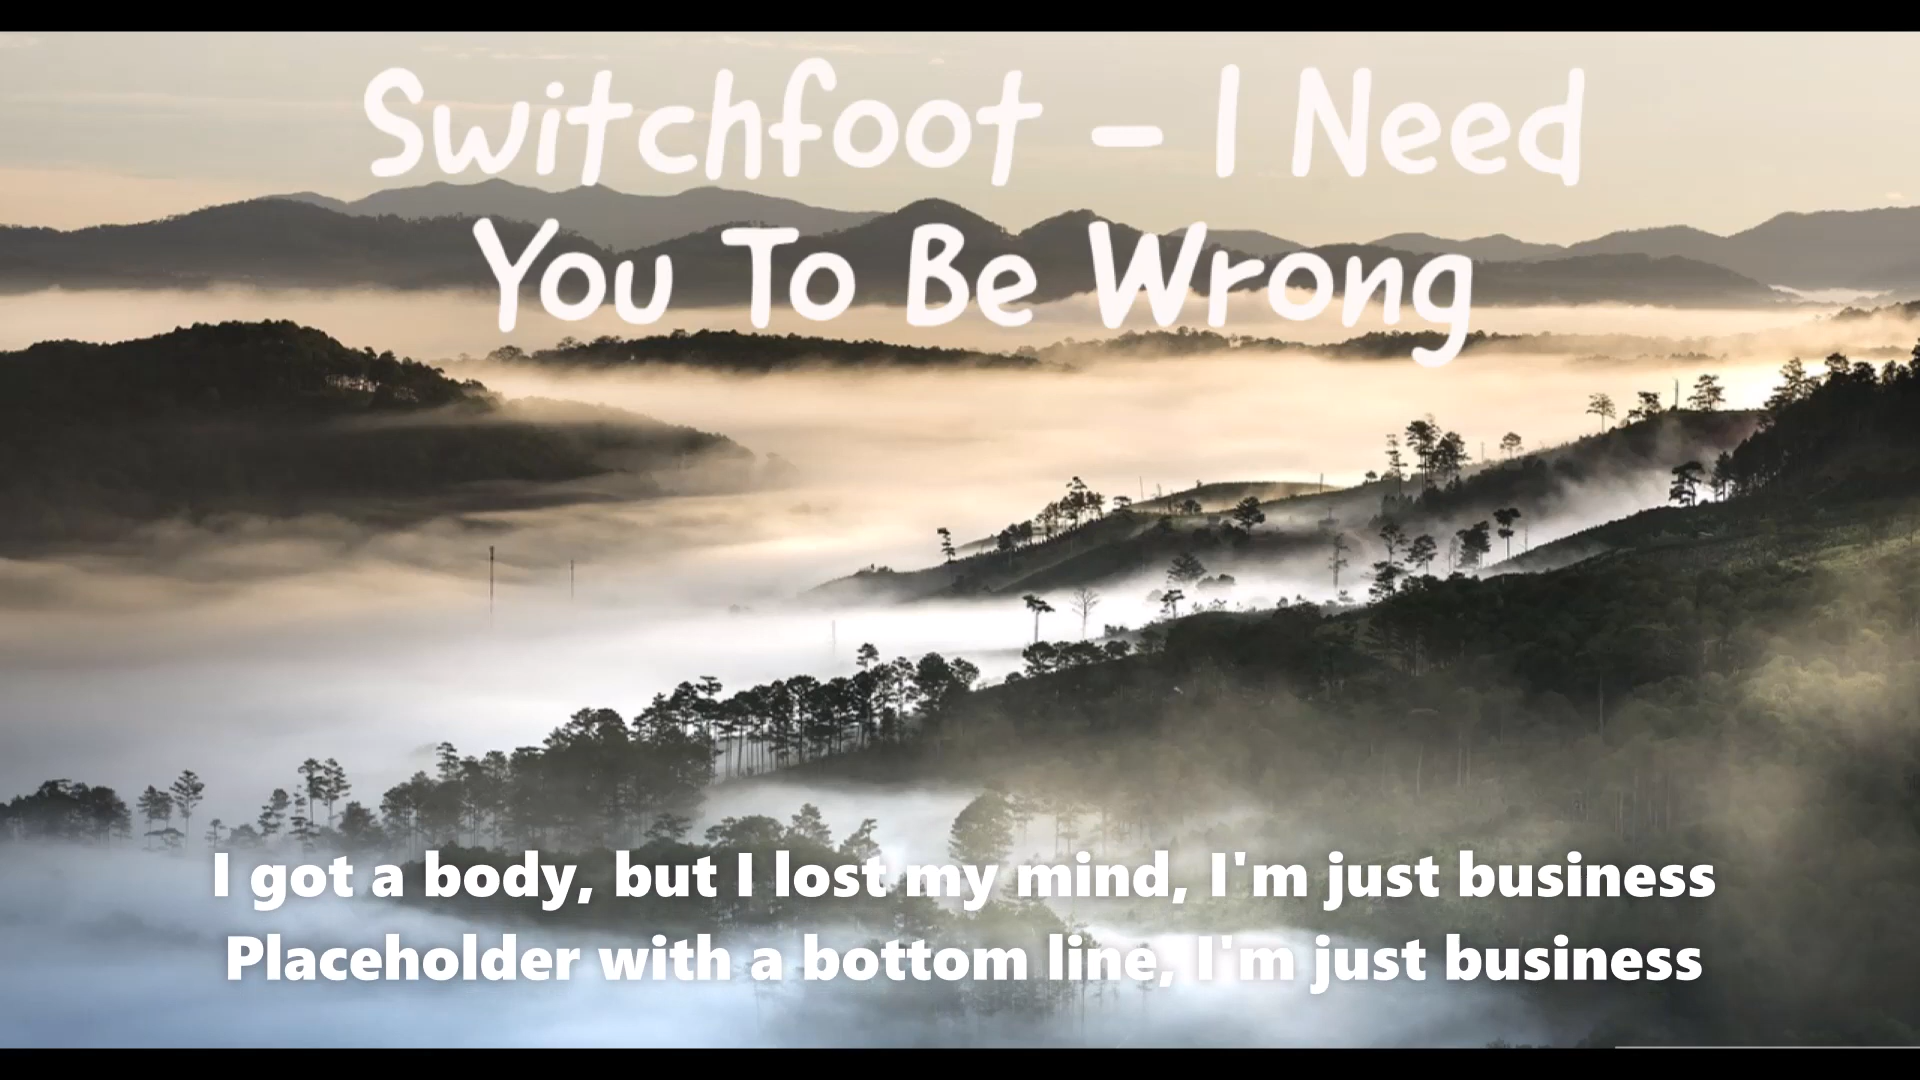 Switchfoot - I Need
You To Be Wrong
I got a body, but I lost my mind, I'm just business
Placeholder with a bottom line, I'm just business